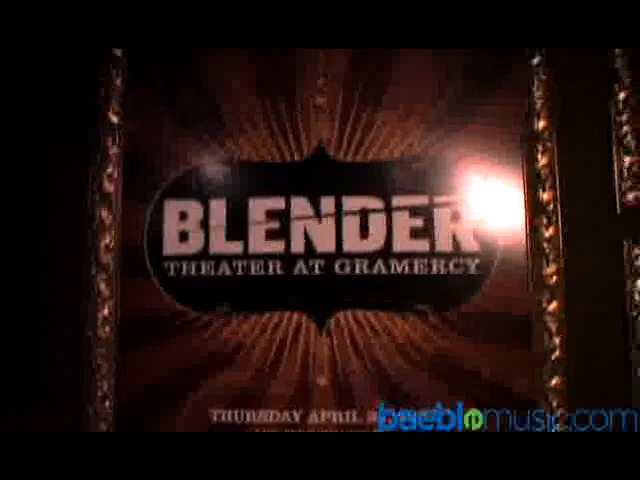 BLENDER
THEATER AT GRAMERCY
THURSDAY APRIL
baeblemusic.com